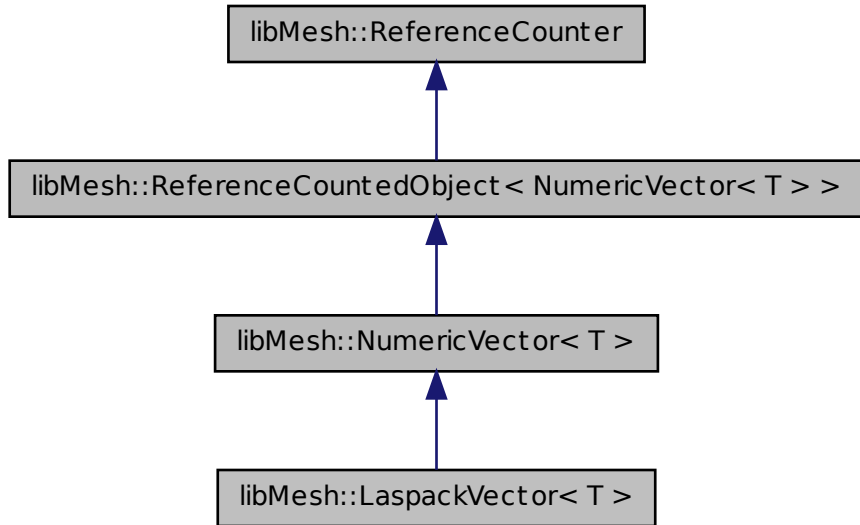 libMesh::ReferenceCounter
libMesh::ReferenceCountedObject< NumericVector< T > >
libMesh::NumericVector< T >
libMesh::LaspackVector< T >